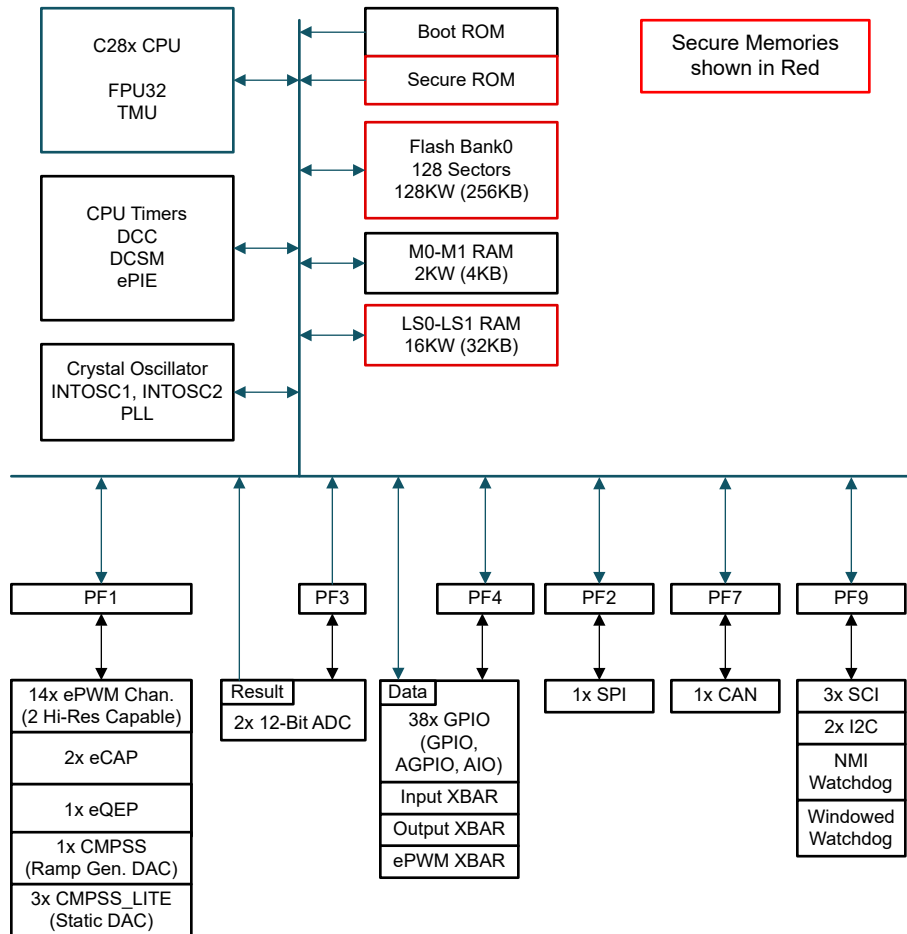 C28x CPU
FPU32
TMU
Boot ROM
Secure ROM
Secure Memories
shown in Red
Flash Bank0
128 Sectors
128KW (256KB)
CPU Timers
DCC
DCSM
ePIE
M0-M1 RAM
2KW (4KB)
LS0-LS1 RAM
16KW (32KB)
Crystal Oscillator
INTOSC1, INTOSC2
PLL
PF1
PF3
PF4
PF2
PF7
PF9
14x ePWM Chan.
(2 Hi-Res Capable)
2x eCAP
1x eQEP
1x CMPSS
(Ramp Gen. DAC)
3x CMPSS_LITE
(Static DAC)
Result
2x 12-Bit ADC
Data
38x GPIO
(GPIO,
AGPIO, AIO)
Input XBAR
Output XBAR
ePWM XBAR
1x SPI
1x CAN
3x SCI
2x I2C
NMI
Watchdog
Windowed
Watchdog